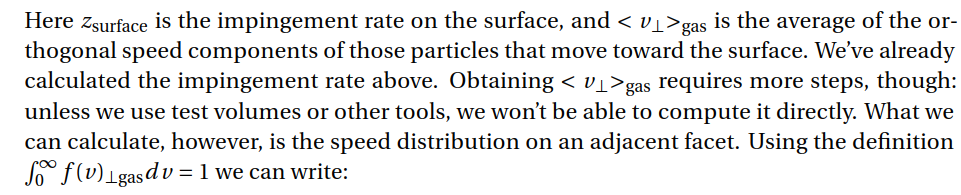 Here z_surface is the impingement rate on the surface, and < v⊥>gas is the average of the or-
thogonal speed components of those particles that move toward the surface. We've already
calculated the impingement rate above. Obtaining < v⊥>gas requires more steps, though:
unless we use test volumes or other tools, we won't be able to compute it directly. What we
can calculate, however, is the speed distribution on an adjacent facet. Using the definition
∫₀^∞ f(v)⊥gas dv = 1 we can write: